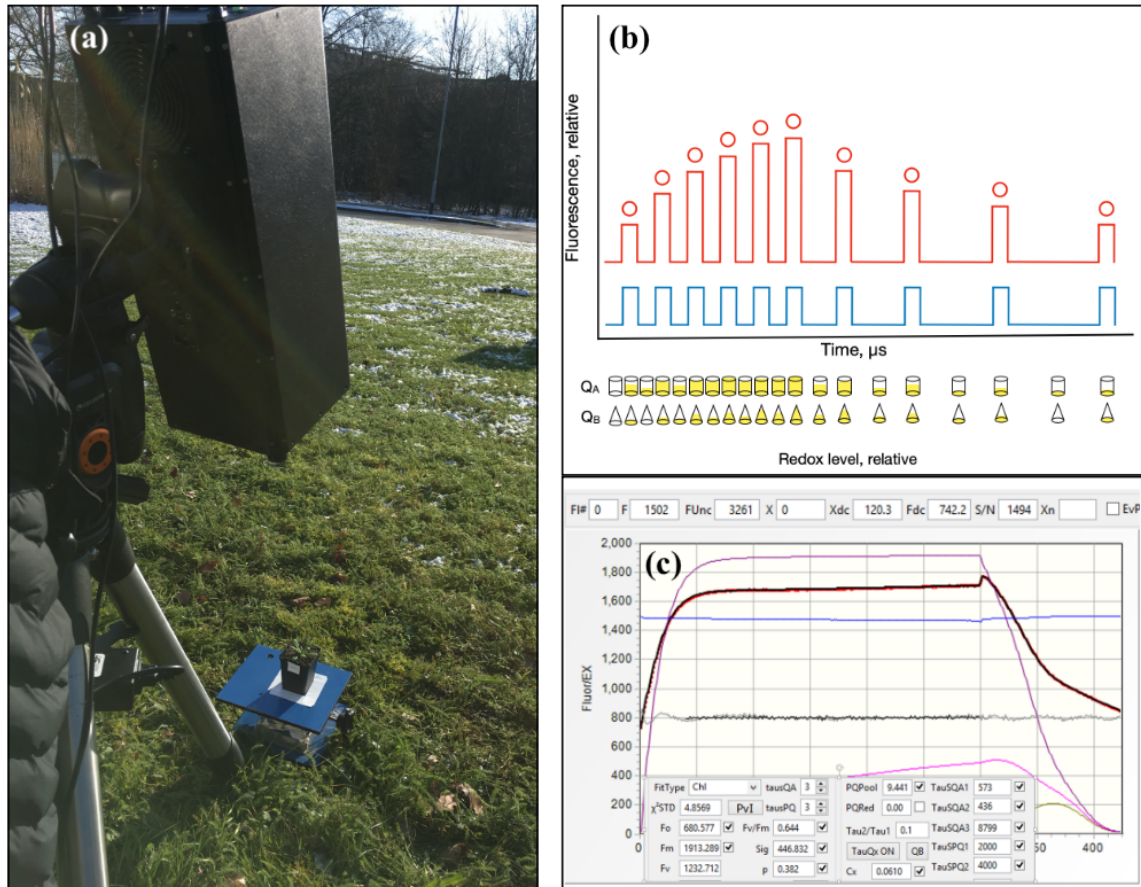 (a)
(b)
Fluorescence, relative
Time, µs
QA
QB
Redox level, relative
Fl# 0 F 1502 FUnc 3261 X 0 Xdc 120.3 Fdc 742.2 S/N 1494 Xn EvP
(c)
2,000
1,800
1,600
1,400
1,200
1,000
800
600
400
200
0
Fluor/EX
0 50 400
FitType Chl tausQA 3
χ²STD 4.8569 PvI tausPQ 3
Fo 680.577 Fv/Fm 0.644
Fm 1913.289 Sig 446.832
Fv 1232.712 p 0.382
PQPool 9.441 TauSQA1 573
PQRed 0.00 TauSQA2 436
Tau2/Tau1 0.1 TauSQA3 8799
TauQx ON QB TauSPQ1 2000
Cx 0.0610 TauSPQ2 4000